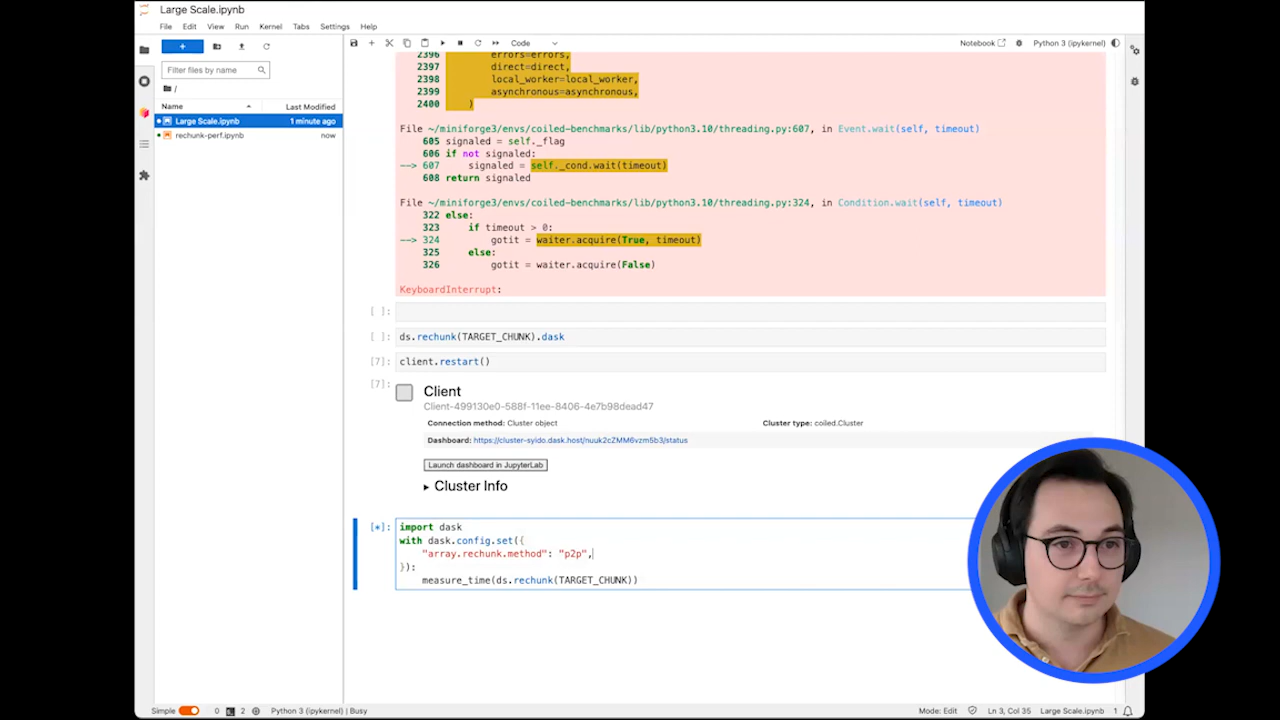 Large Scale.ipynb
File Edit View Run Kernel Tabs Settings Help
Code
Notebook
Python 3 (ipykernel)
Filter files by name
/
Name
Last Modified
Large Scale.ipynb 1 minute ago
rechunk-perf.ipynb now
2396 errors=errors,
2397 direct=direct,
2398 local_worker=local_worker,
2399 asynchronous=asynchronous,
2400 )
File ~/miniforge3/envs/coiled-benchmarks/lib/python3.10/threading.py:607, in Event.wait(self, timeout)
605 signaled = self._flag
606 if not signaled:
--> 607 signaled = self._cond.wait(timeout)
608 return signaled
File ~/miniforge3/envs/coiled-benchmarks/lib/python3.10/threading.py:324, in Condition.wait(self, timeout)
322 else:
323 if timeout > 0:
--> 324 gotit = waiter.acquire(True, timeout)
325 else:
326 gotit = waiter.acquire(False)
KeyboardInterrupt:
[ ]:
[ ]: ds.rechunk(TARGET_CHUNK).dask
[7]: client.restart()
[7]: Client
Client-499130e0-588f-11ee-8406-4e7b98dead47
Connection method: Cluster object
Cluster type: coiled.Cluster
Dashboard: https://cluster-syido.dask.host/nuuk2cZMM6vzm5b3/status
Launch dashboard in JupyterLab
Cluster Info
[*]: import dask
with dask.config.set({
"array.rechunk.method": "p2p",
}):
measure_time(ds.rechunk(TARGET_CHUNK))
Simple 0 2 Python 3 (ipykernel) | Busy
Mode: Edit Ln 3, Col 35 Large Scale.ipynb 1